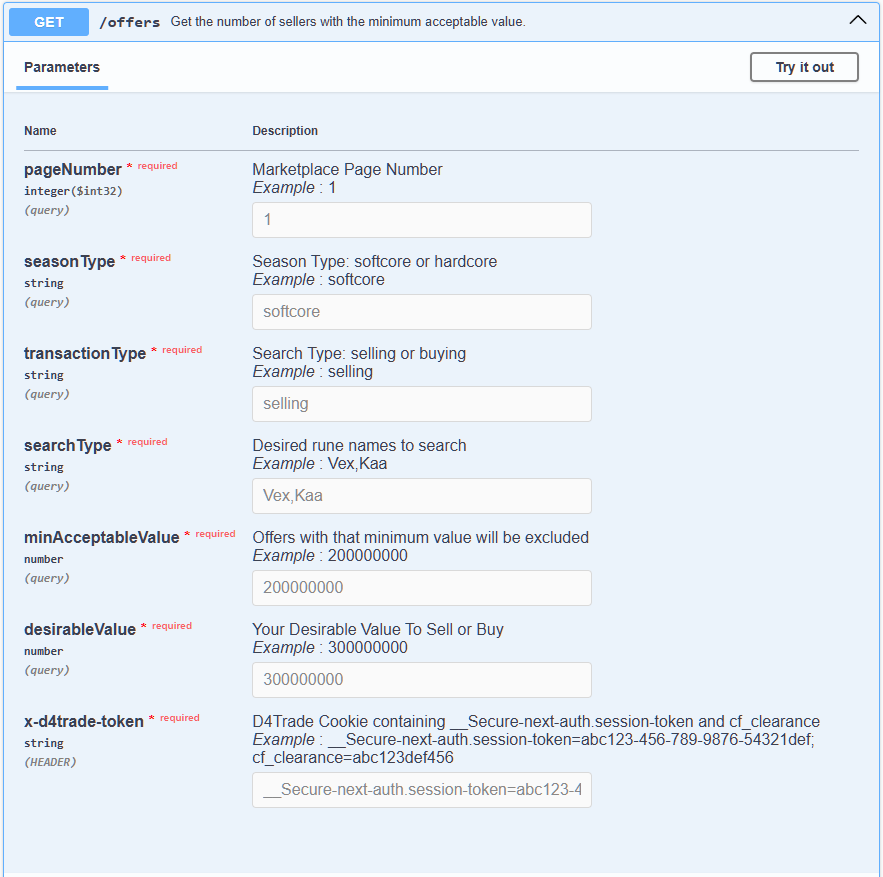 GET /offers Get the number of sellers with the minimum acceptable value.
Parameters Try it out
Name Description
pageNumber * required Marketplace Page Number
integer($int32) Example : 1
(query) 1
seasonType * required Season Type: softcore or hardcore
string Example : softcore
(query) softcore
transactionType * required Search Type: selling or buying
string Example : selling
(query) selling
searchType * required Desired rune names to search
string Example : Vex,Kaa
(query) Vex,Kaa
minAcceptableValue * required Offers with that minimum value will be excluded
number Example : 200000000
(query) 200000000
desirableValue * required Your Desirable Value To Sell or Buy
number Example : 300000000
(query) 300000000
x-d4trade-token * required D4Trade Cookie containing __Secure-next-auth.session-token and cf_clearance
string Example : __Secure-next-auth.session-token=abc123-456-789-9876-54321def;
(HEADER) cf_clearance=abc123def456
__Secure-next-auth.session-token=abc123-4